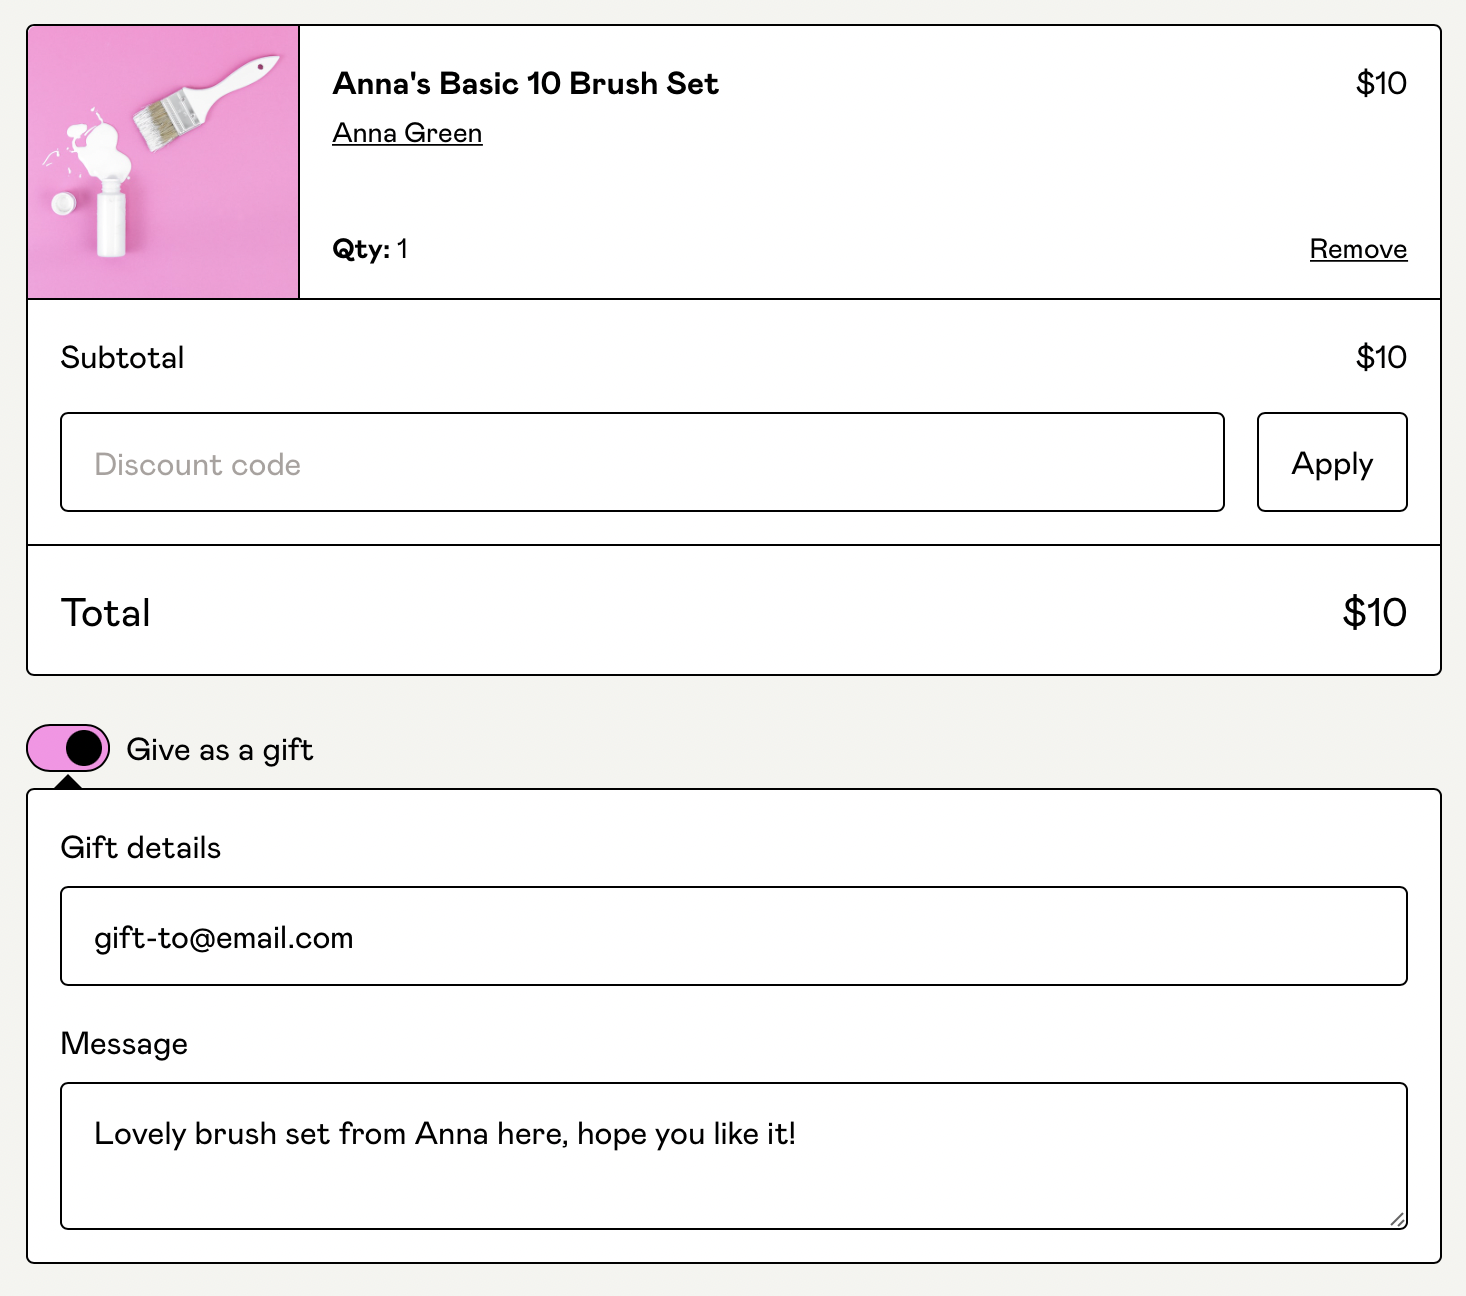 Anna's Basic 10 Brush Set
$10
Anna Green
Qty: 1
Remove
Subtotal
$10
Discount code
Apply
Total
$10
Give as a gift
Gift details
gift-to@email.com
Message
Lovely brush set from Anna here, hope you like it!